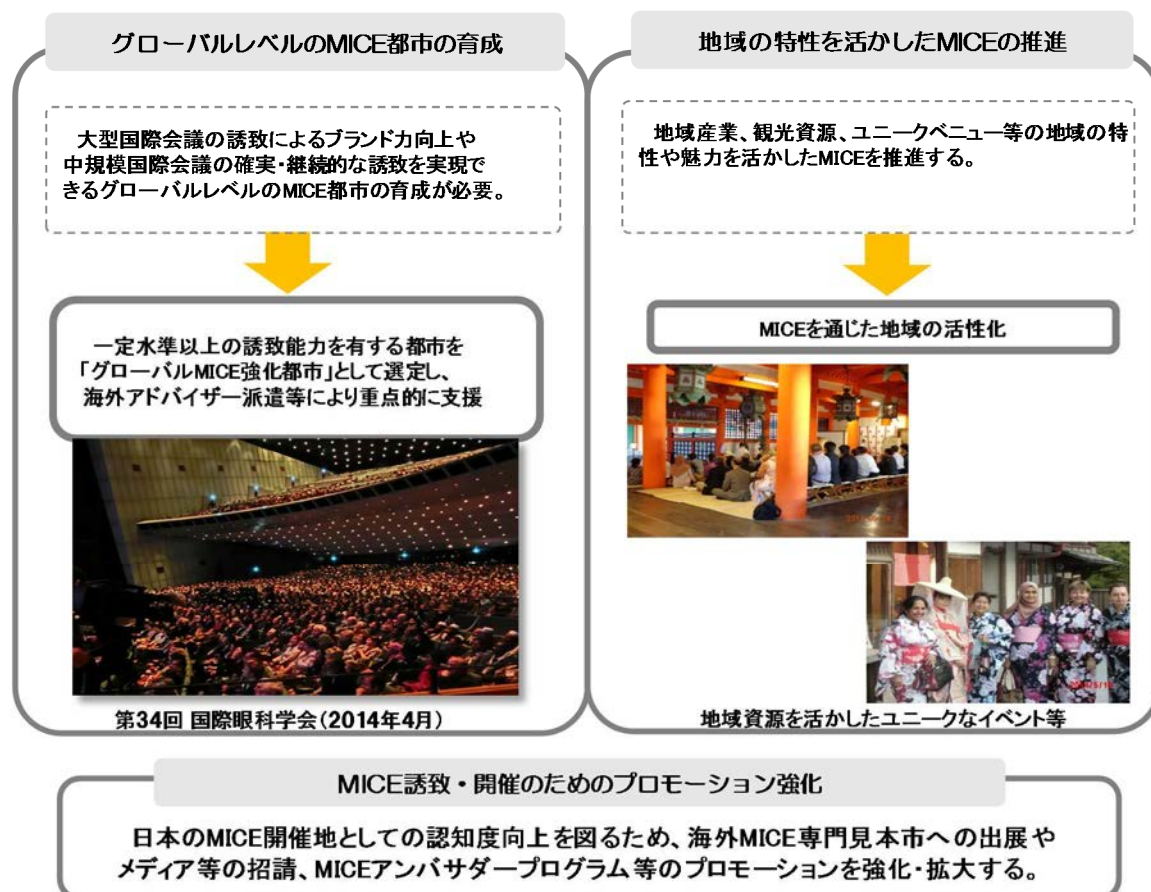 グローバルレベルのMICE都市の育成
大型国際会議の誘致によるブランド力向上や
中規模国際会議の確実・継続的な誘致を実現で
きるグローバルレベルのMICE都市の育成が必要。
一定水準以上の誘致能力を有する都市を
「グローバルMICE強化都市」として選定し、
海外アドバイザー派遣等により重点的に支援
第34回 国際眼科学会(2014年4月)
地域の特性を活かしたMICEの推進
地域産業、観光資源、ユニークベニュー等の地域の特
性や魅力を活かしたMICEを推進する。
MICEを通じた地域の活性化
地域資源を活かしたユニークなイベント等
MICE誘致・開催のためのプロモーション強化
日本のMICE開催地としての認知度向上を図るため、海外MICE専門見本市への出展や
メディア等の招請、MICEアンバサダープログラム等のプロモーションを強化・拡大する。